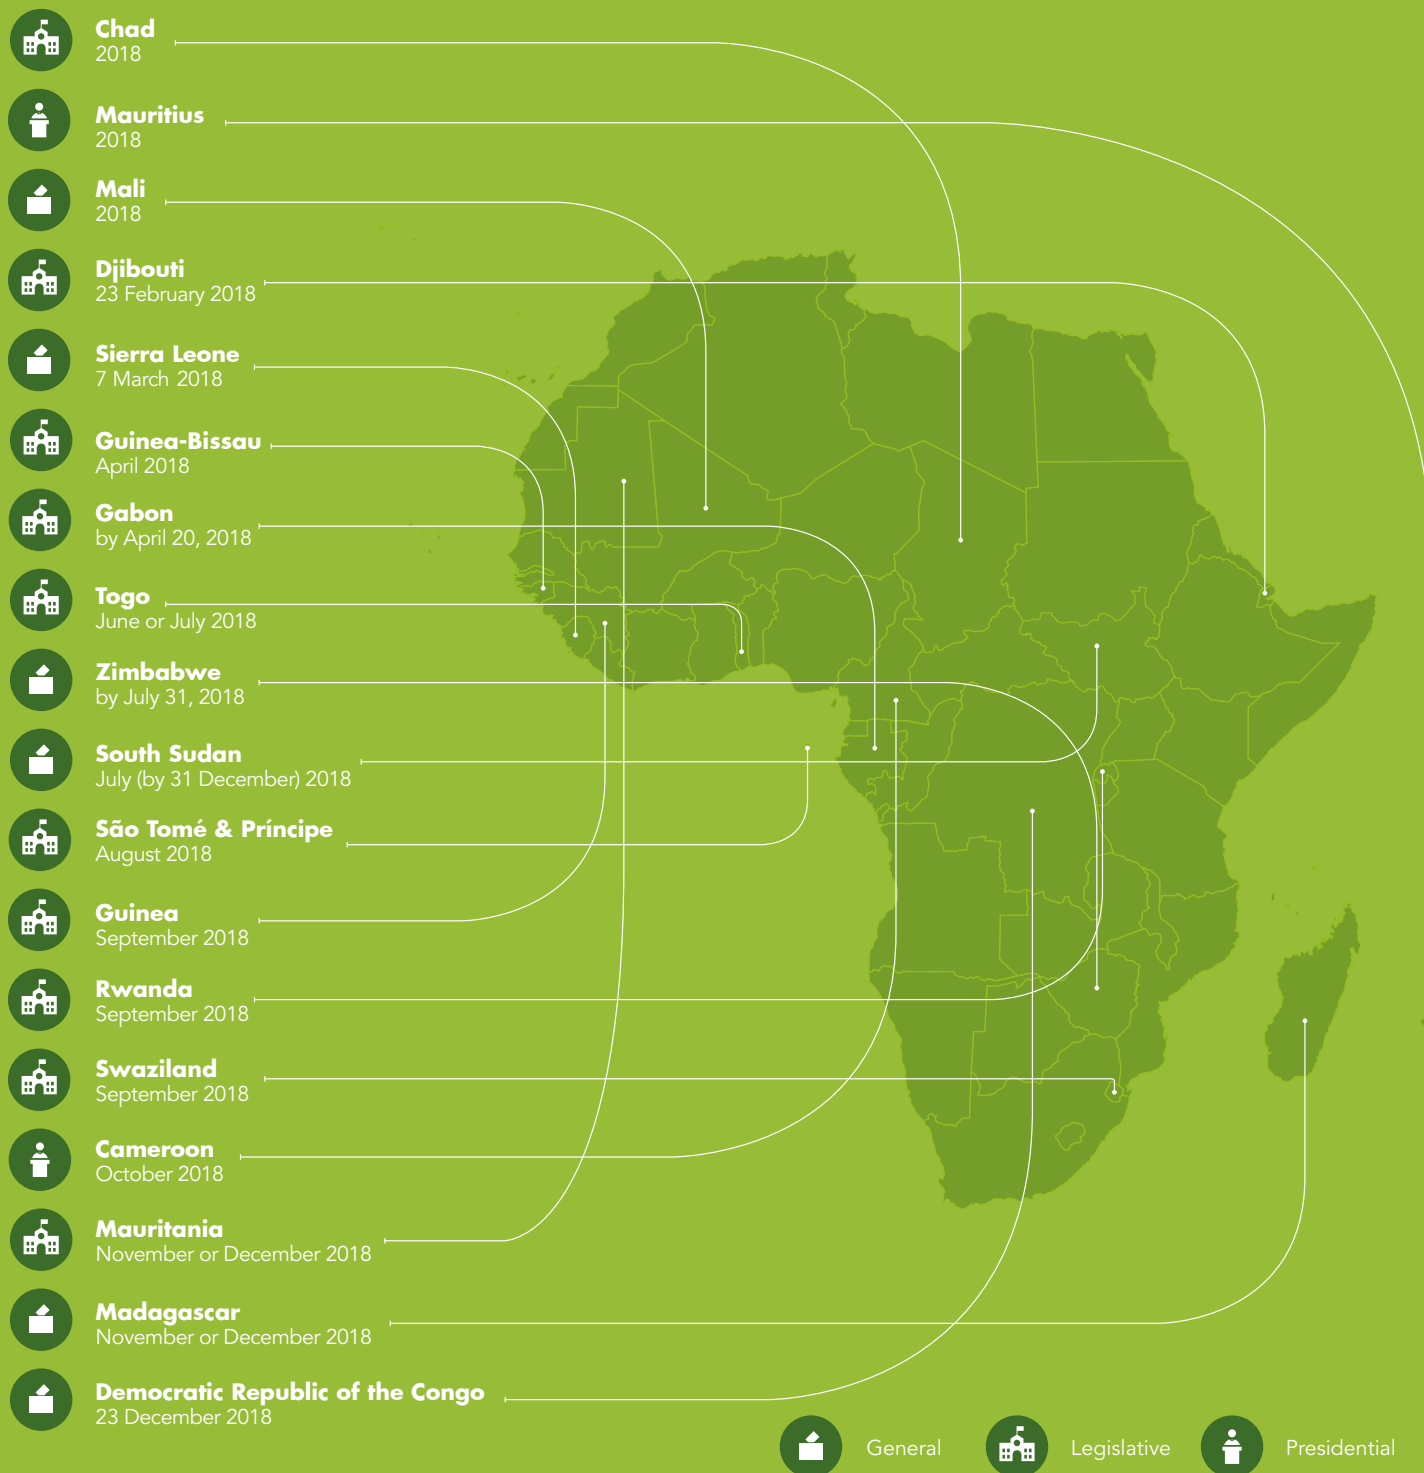 Chad
2018
Mauritius
2018
Mali
2018
Djibouti
23 February 2018
Sierra Leone
7 March 2018
Guinea-Bissau
April 2018
Gabon
by April 20, 2018
Togo
June or July 2018
Zimbabwe
by July 31, 2018
South Sudan
July (by 31 December) 2018
São Tomé & Príncipe
August 2018
Guinea
September 2018
Rwanda
September 2018
Swaziland
September 2018
Cameroon
October 2018
Mauritania
November or December 2018
Madagascar
November or December 2018
Democratic Republic of the Congo
23 December 2018
General
Legislative
Presidential